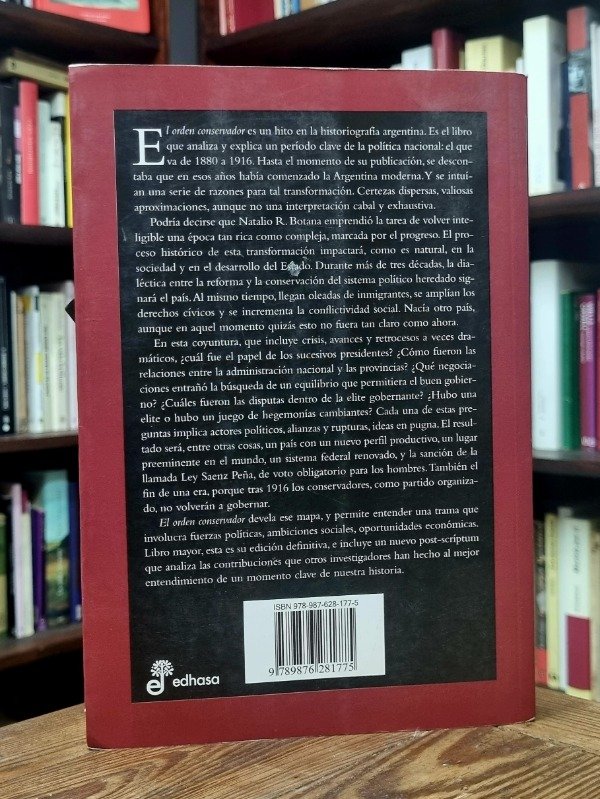 El orden conservador es un hito en la historiografía argentina. Es el libro
que analiza y explica un período clave de la política nacional: el que
va de 1880 a 1916. Hasta el momento de su publicación, se descon-
taba que en esos años había comenzado la Argentina moderna. Y se intuí-
an una serie de razones para tal transformación. Certezas dispersas, valiosas
aproximaciones, aunque no una interpretación cabal y exhaustiva.
Podría decirse que Natalio R. Botana emprendió la tarea de volver inte-
ligible una época tan rica como compleja, marcada por el progreso. El pro-
ceso histórico de esta transformación impactará, como es natural, en la
sociedad y en el desarrollo del Estado. Durante más de tres décadas, la dia-
léctica entre la reforma y la conservación del sistema político heredado sig-
nará el país. Al mismo tiempo, llegan oleadas de inmigrantes, se amplían los
derechos cívicos y se incrementa la conflictividad social. Nacía otro país,
aunque en aquel momento quizás esto no fuera tan claro como ahora.
En esta coyuntura, que incluye crisis, avances y retrocesos a veces dra-
máticos, ¿cuál fue el papel de los sucesivos presidentes? ¿Cómo fueron las
relaciones entre la administración nacional y las provincias? ¿Qué negocia-
ciones entrañó la búsqueda de un equilibrio que permitiera el buen gobier-
no? ¿Cuáles fueron las disputas dentro de la elite gobernante? ¿Hubo una
elite o hubo un juego de hegemonías cambiantes? Cada una de estas pre-
guntas implica actores políticos, alianzas y rupturas, ideas en pugna. El resul-
tado será, entre otras cosas, un país con un nuevo perfil productivo, un lugar
preeminente en el mundo, un sistema federal renovado, y la sanción de la
llamada Ley Saenz Peña, de voto obligatorio para los hombres. También el
fin de una era, porque tras 1916 los conservadores, como partido organiza-
do, no volverán a gobernar.
El orden conservador devela ese mapa, y permite entender una trama que
involucra fuerzas políticas, ambiciones sociales, oportunidades económicas.
Libro mayor, esta es su edición definitiva, e incluye un nuevo post-scriptum
que analiza las contribuciones que otros investigadores han hecho al mejor
entendimiento de un momento clave de nuestra historia.
ISBN 978-987-628-177-5
9 789876 281775
e edhasa